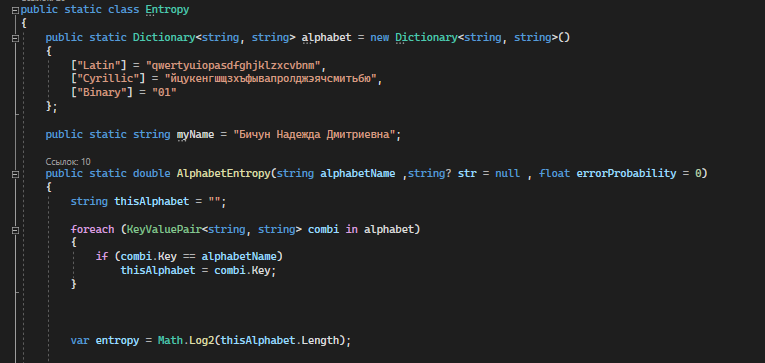 public static class Entropy
{
public static Dictionary<string, string> alphabet = new Dictionary<string, string>()
{
["Latin"] = "qwertyuiopasdfghjklzxcvbnm",
["Cyrillic"] = "йцукенгшщзхъфывапролджэячсмитьбю",
["Binary"] = "01"
};
public static string myName = "Бичун Надежда Дмитриевна";
Ссылок: 10
public static double AlphabetEntropy(string alphabetName ,string? str = null , float errorProbability = 0)
{
string thisAlphabet = "";
foreach (KeyValuePair<string, string> combi in alphabet)
{
if (combi.Key == alphabetName)
thisAlphabet = combi.Key;
}
var entropy = Math.Log2(thisAlphabet.Length);